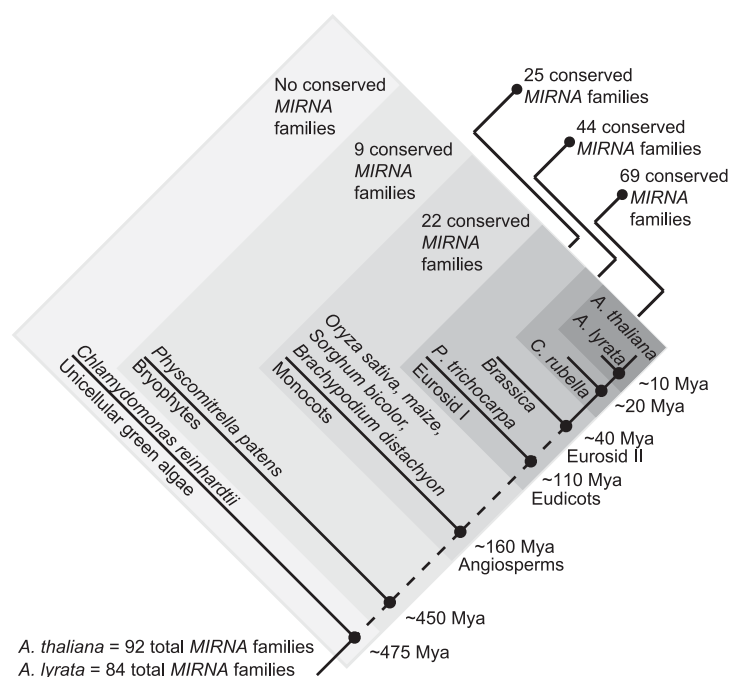 No conserved
MIRNA
families
9 conserved
MIRNA
families
22 conserved
MIRNA
families
25 conserved
MIRNA families
44 conserved
MIRNA families
69 conserved
MIRNA
families
Chlamydomonas reinhardtii
Unicellular green algae
Physcomitrella patens
Bryophytes
Oryza sativa, maize,
Sorghum bicolor,
Brachypodium distachyon
Monocots
P. trichocarpa
Eurosid I
Brassica
C. rubella
A. lyrata
A. thaliana
~10 Mya
~20 Mya
~40 Mya
Eurosid II
~110 Mya
Eudicots
~160 Mya
Angiosperms
~450 Mya
~475 Mya
A. thaliana = 92 total MIRNA families
A. lyrata = 84 total MIRNA families